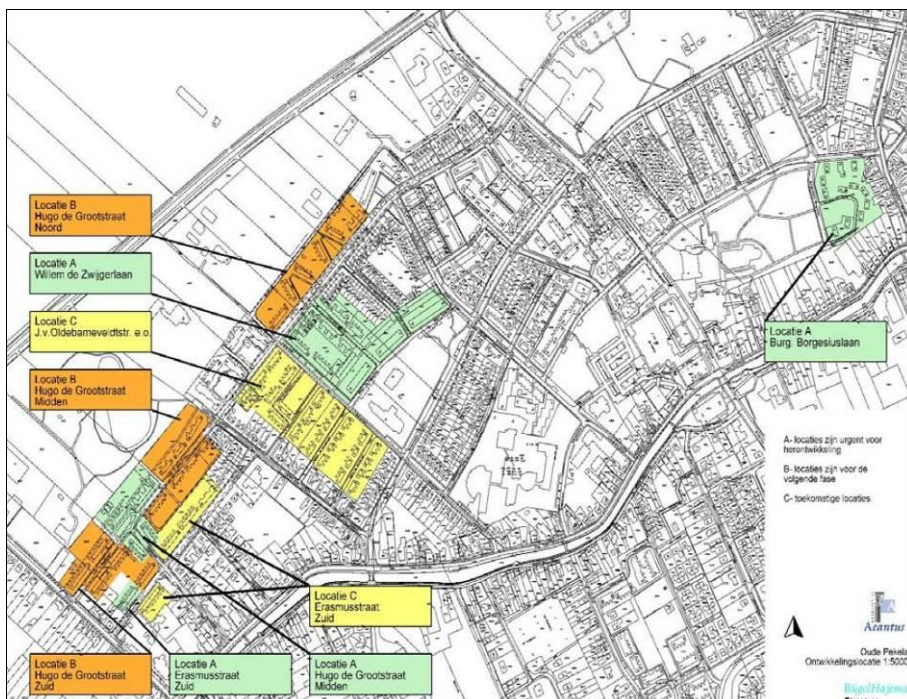 Locatie B
Hugo de Grootstraat
Noord
Locatie A
Willem de Zwijgerlaan
Locatie C
J.v.Oldebarneveldtstr. e.o.
Locatie B
Hugo de Grootstraat
Midden
Locatie A
Burg. Borgesiuslaan
A- locaties zijn urgent voor
herontwikkeling
B- locaties zijn voor de
volgende fase
C- toekomstige locaties
Locatie C
Erasmusstraat
Zuid
Locatie B
Hugo de Grootstraat
Zuid
Locatie A
Erasmusstraat
Zuid
Locatie A
Hugo de Grootstraat
Midden
Acantus
Oude Pekela
Ontwikkelingslocatie 1:5000
BügelHajema